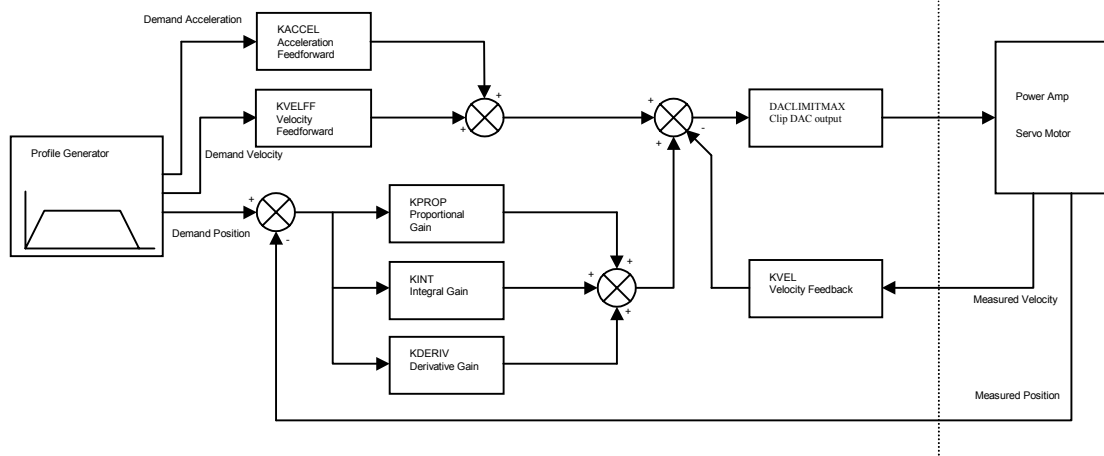 Demand Acceleration
KACCEL
Acceleration
Feedforward
+
KVELFF
Velocity
Feedforward
+
+
-
+
DACLIMITMAX
Clip DAC output
Power Amp
Servo Motor
Profile Generator
Demand Velocity
+
-
Demand Position
KPROP
Proportional
Gain
+
KINT
Integral Gain
+
+
KDERIV
Derivative Gain
KVEL
Velocity Feedback
Measured Velocity
Measured Position